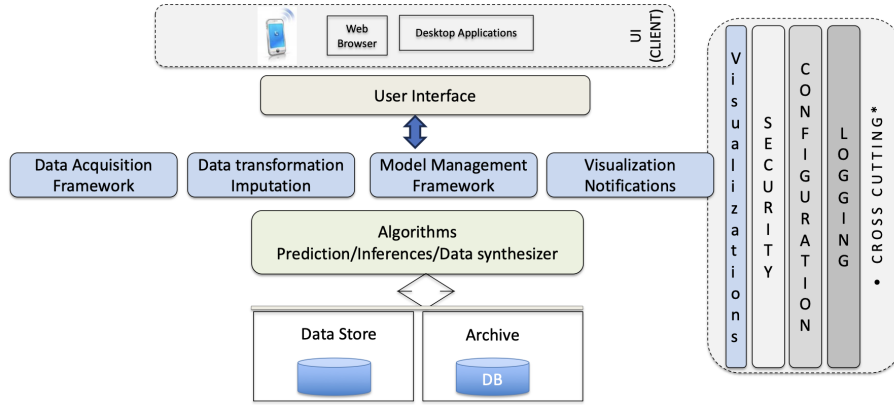 Web
Browser
Desktop Applications
UI
(CLIENT)
User Interface
Data Acquisition
Framework
Data transformation
Imputation
Model Management
Framework
Visualization
Notifications
Algorithms
Prediction/Inferences/Data synthesizer
Data Store
Archive
DB
Visualizations
SECURITY
CONFIGURATION
LOGGING
• CROSS CUTTING*